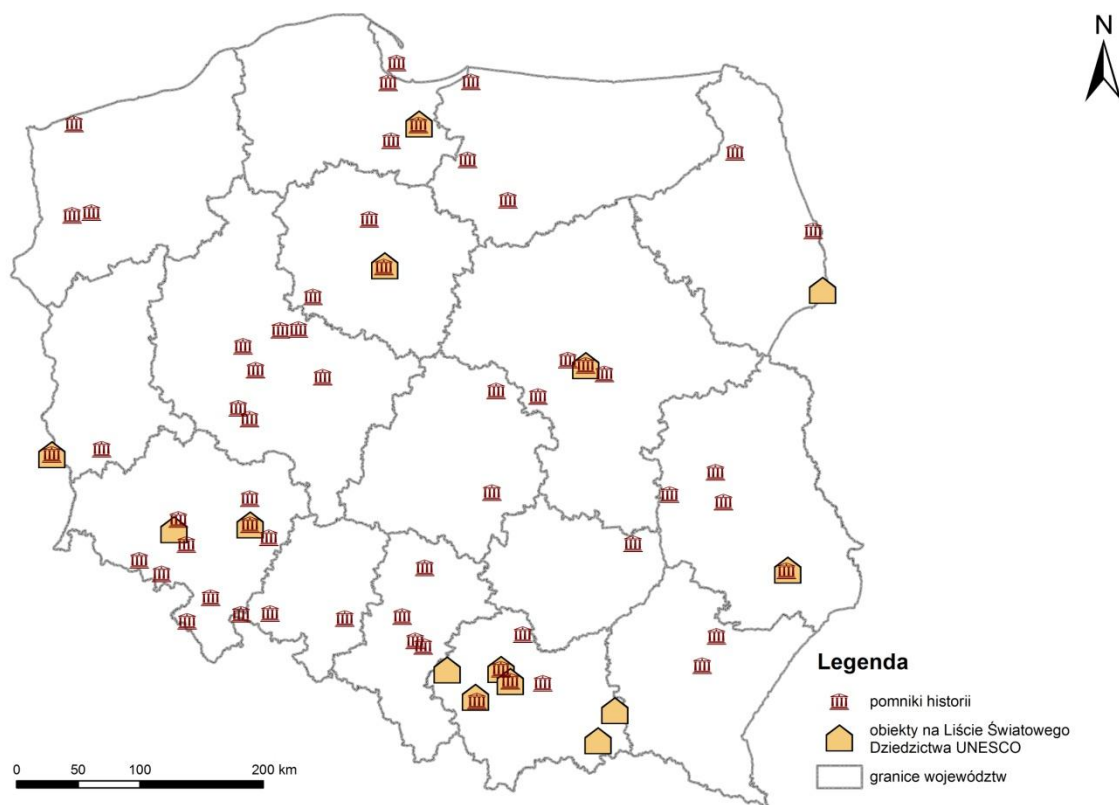 N
Legenda
pomniki historii
obiekty na Liście Światowego
Dziedzictwa UNESCO
granice województw
0 50 100 200 km